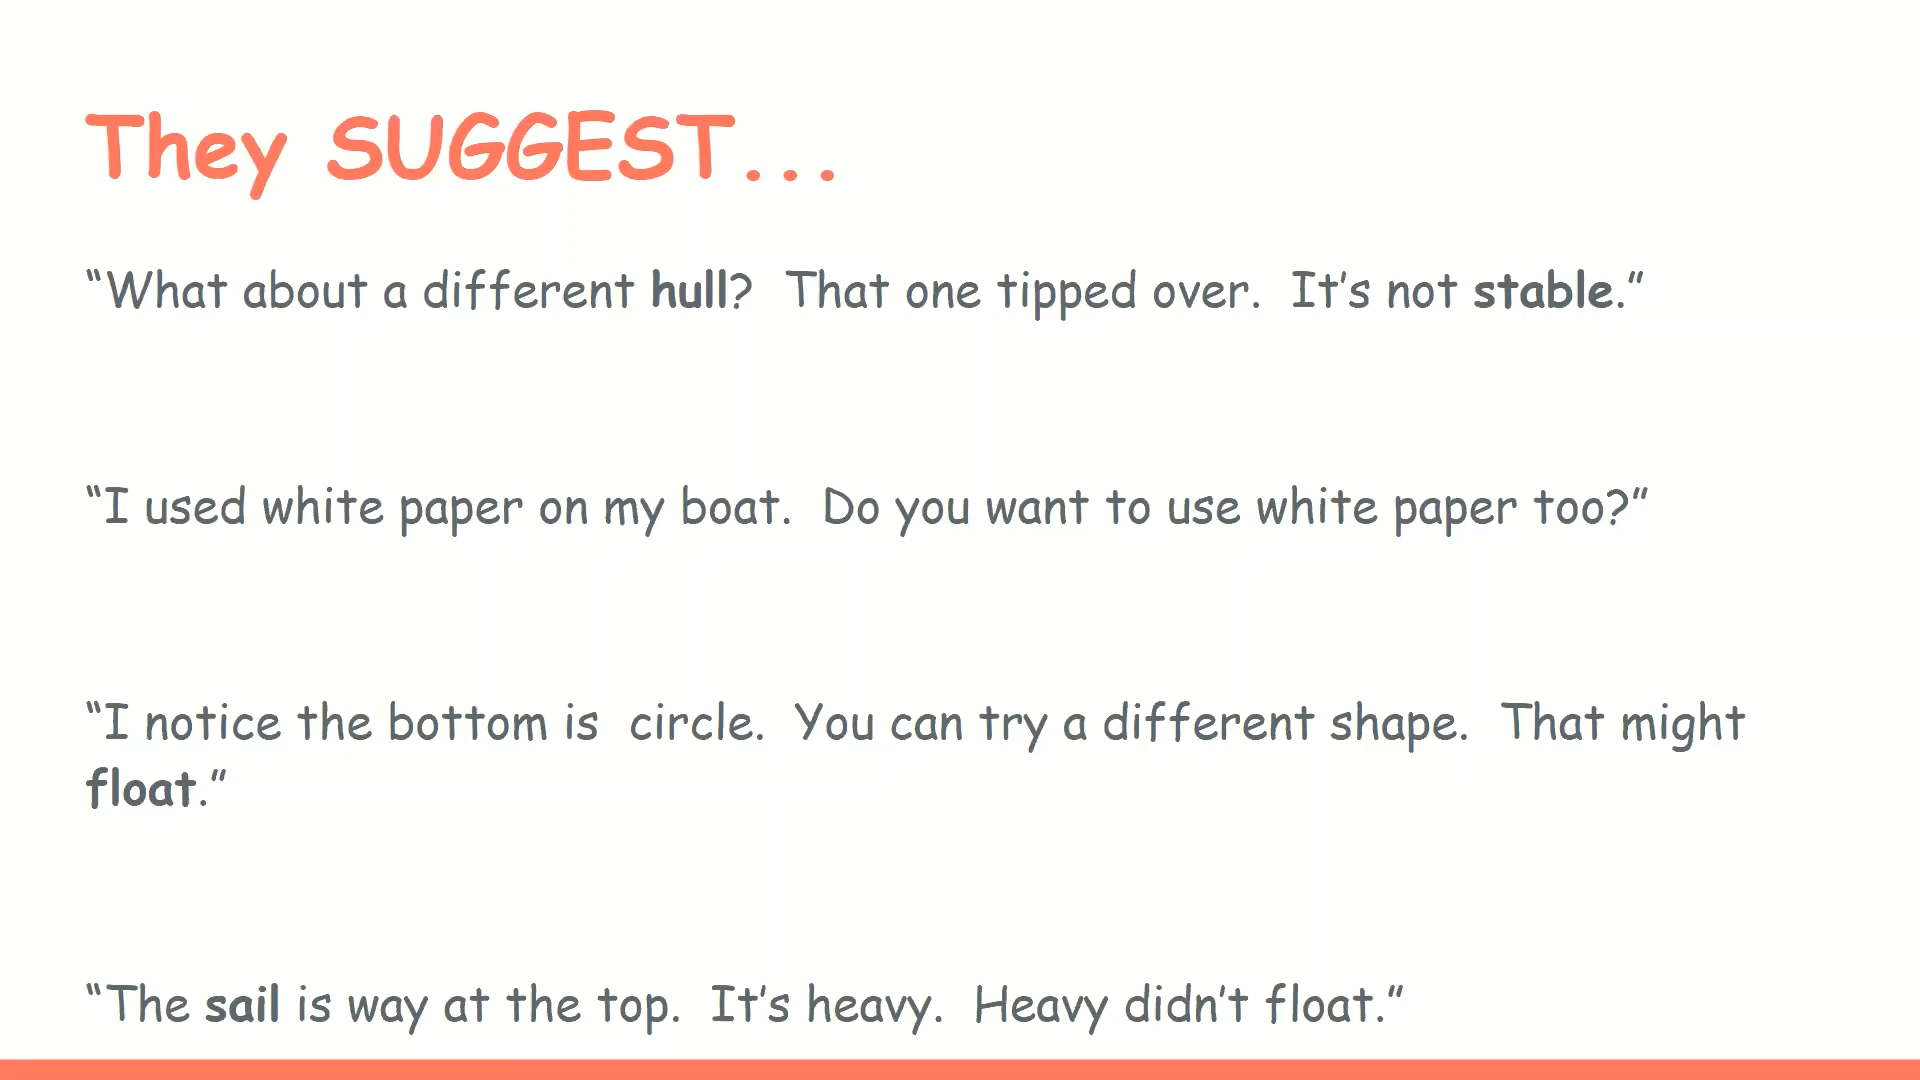 They SUGGEST...
“What about a different hull?  That one tipped over.  It’s not stable.”
“I used white paper on my boat.  Do you want to use white paper too?”
“I notice the bottom is  circle.  You can try a different shape.  That might
float.”
“The sail is way at the top.  It’s heavy.  Heavy didn’t float.”